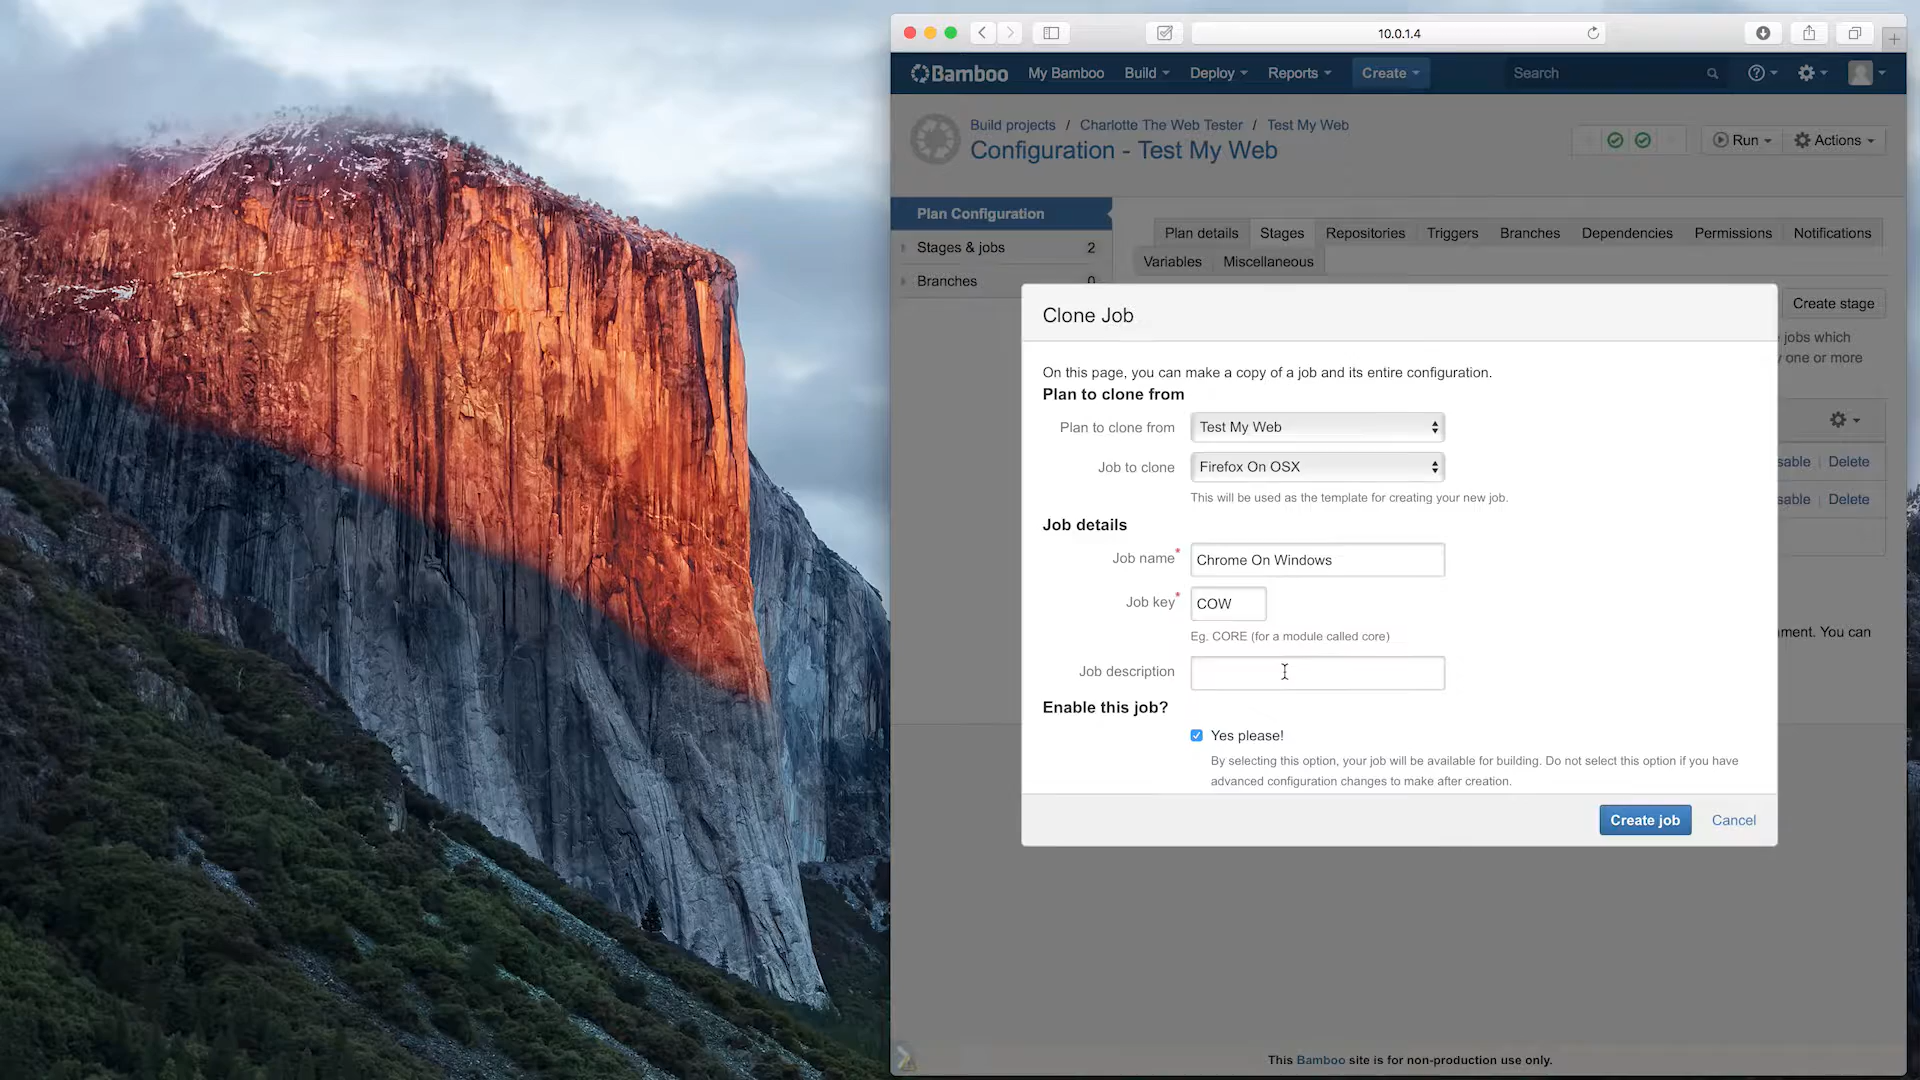 10.0.1.4
Bamboo My Bamboo Build Deploy Reports Create Search
Build projects / Charlotte The Web Tester / Test My Web
Configuration - Test My Web
Run Actions
Plan Configuration
Stages & jobs 2
Branches 0
Plan details Stages Repositories Triggers Branches Dependencies Permissions Notifications
Variables Miscellaneous
Create stage
jobs which
one or more
Delete
Delete
You can
Clone Job
On this page, you can make a copy of a job and its entire configuration.
Plan to clone from
Plan to clone from Test My Web
Job to clone Firefox On OSX
This will be used as the template for creating your new job.
Job details
Job name* Chrome On Windows
Job key* COW
Eg. CORE (for a module called core)
Job description
Enable this job?
Yes please!
By selecting this option, your job will be available for building. Do not select this option if you have
advanced configuration changes to make after creation.
Create job Cancel
This Bamboo site is for non-production use only.